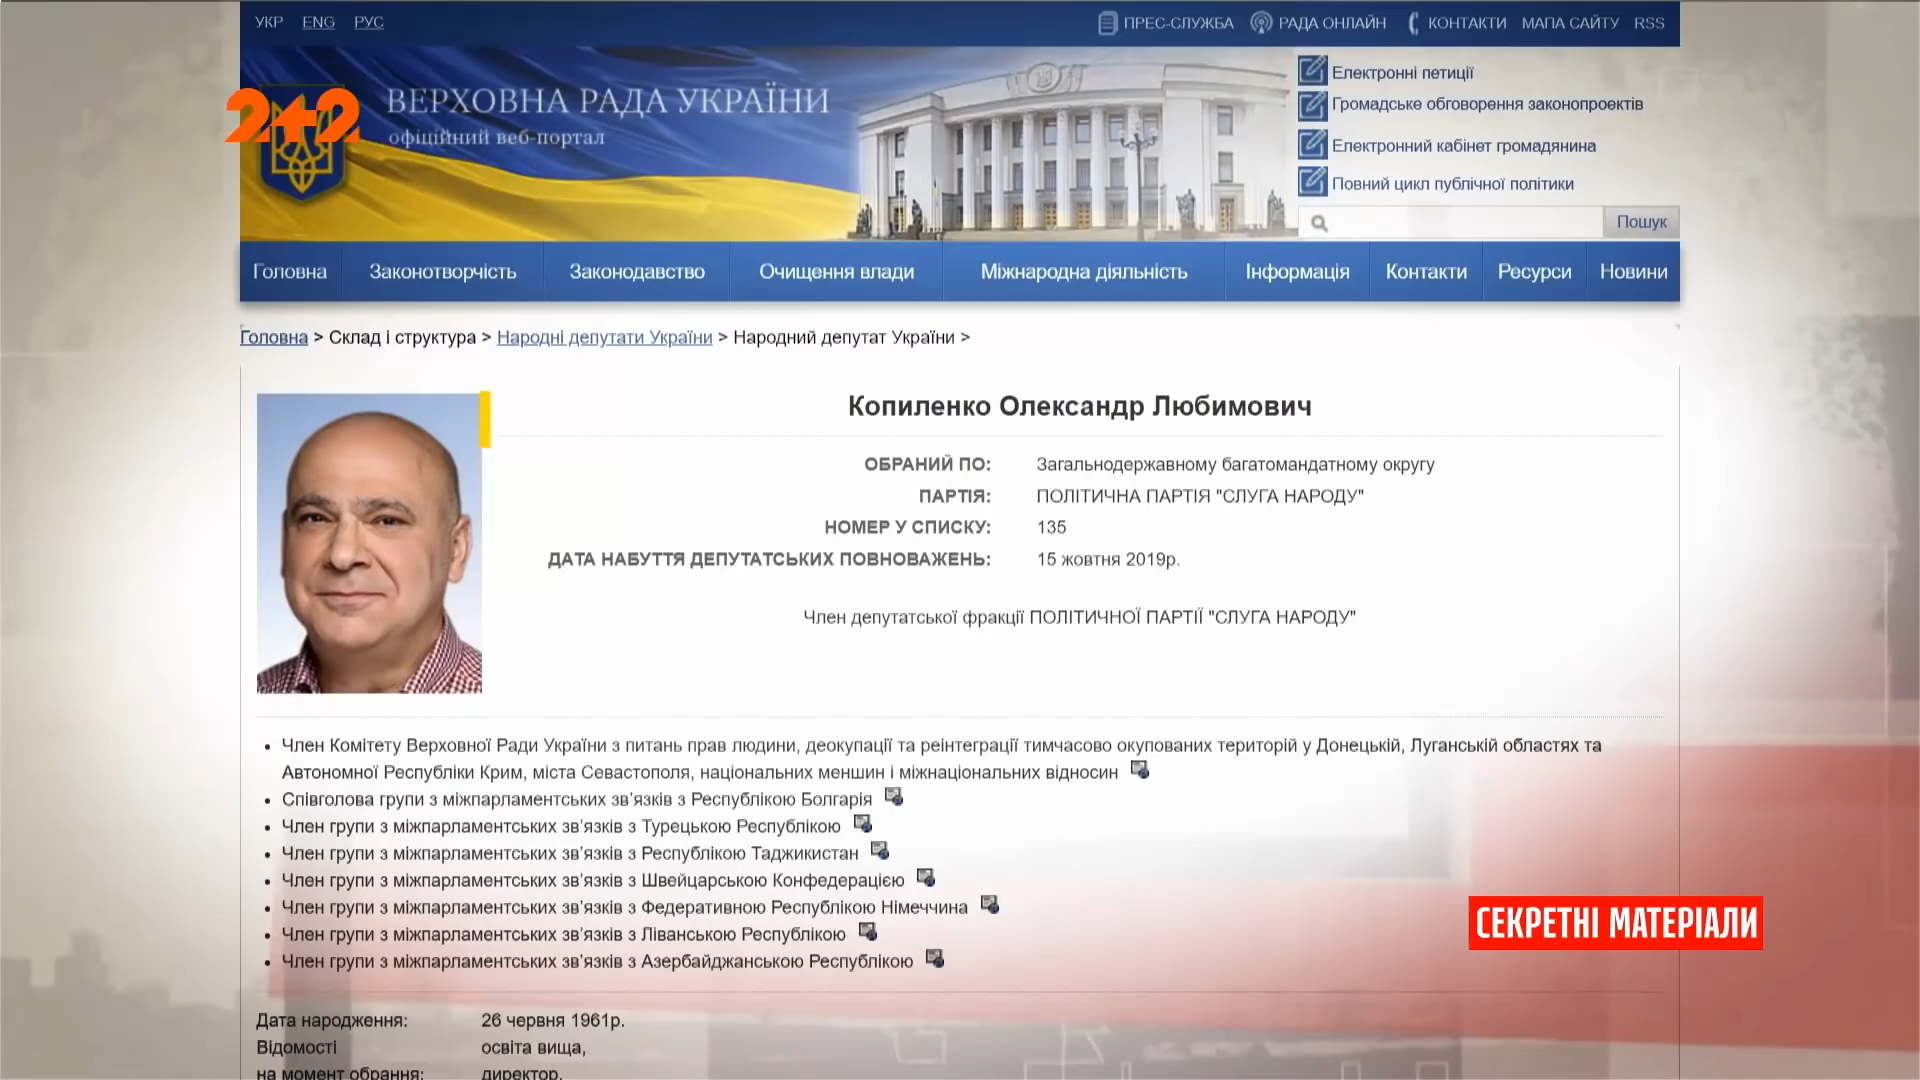 УКР ENG РУС ПРЕС-СЛУЖБА РАДА ОНЛАЙН КОНТАКТИ МАПА САЙТУ RSS
2+2
ВЕРХОВНА РАДА УКРАЇНИ
офіційний веб-портал
Електронні петиції
Громадське обговорення законопроектів
Електронний кабінет громадянина
Повний цикл публічної політики
Пошук
Головна Законотворчість Законодавство Очищення влади Міжнародна діяльність Інформація Контакти Ресурси Новини
Головна > Склад і структура > Народні депутати України > Народний депутат України >
Копиленко Олександр Любимович
ОБРАНИЙ ПО: Загальнодержавному багатомандатному округу
ПАРТІЯ: ПОЛІТИЧНА ПАРТІЯ "СЛУГА НАРОДУ"
НОМЕР У СПИСКУ: 135
ДАТА НАБУТТЯ ДЕПУТАТСЬКИХ ПОВНОВАЖЕНЬ: 15 жовтня 2019р.
Член депутатської фракції ПОЛІТИЧНОЇ ПАРТІЇ "СЛУГА НАРОДУ"
• Член Комітету Верховної Ради України з питань прав людини, деокупації та реінтеграції тимчасово окупованих територій у Донецькій, Луганській областях та
Автономної Республіки Крим, міста Севастополя, національних меншин і міжнаціональних відносин
• Співголова групи з міжпарламентських зв'язків з Республікою Болгарія
• Член групи з міжпарламентських зв'язків з Турецькою Республікою
• Член групи з міжпарламентських зв'язків з Республікою Таджикистан
• Член групи з міжпарламентських зв'язків з Швейцарською Конфедерацією
• Член групи з міжпарламентських зв'язків з Федеративною Республікою Німеччина
• Член групи з міжпарламентських зв'язків з Ліванською Республікою
• Член групи з міжпарламентських зв'язків з Азербайджанською Республікою
СЕКРЕТНІ МАТЕРІАЛИ
Дата народження: 26 червня 1961р.
Відомості освіта вища,
на момент обрання: директор,